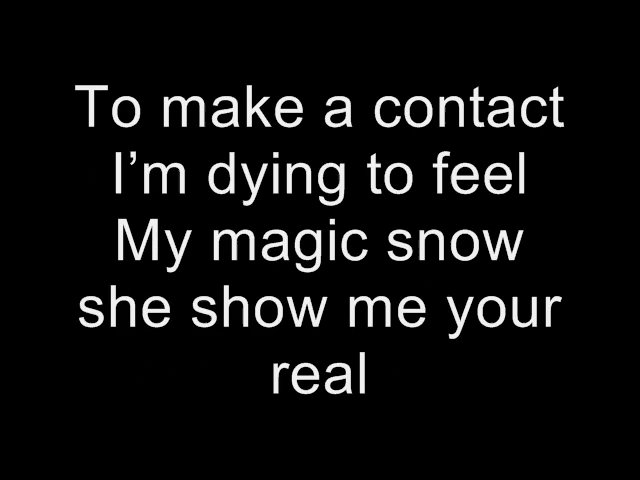 To make a contact
I’m dying to feel
My magic snow
she show me your
real